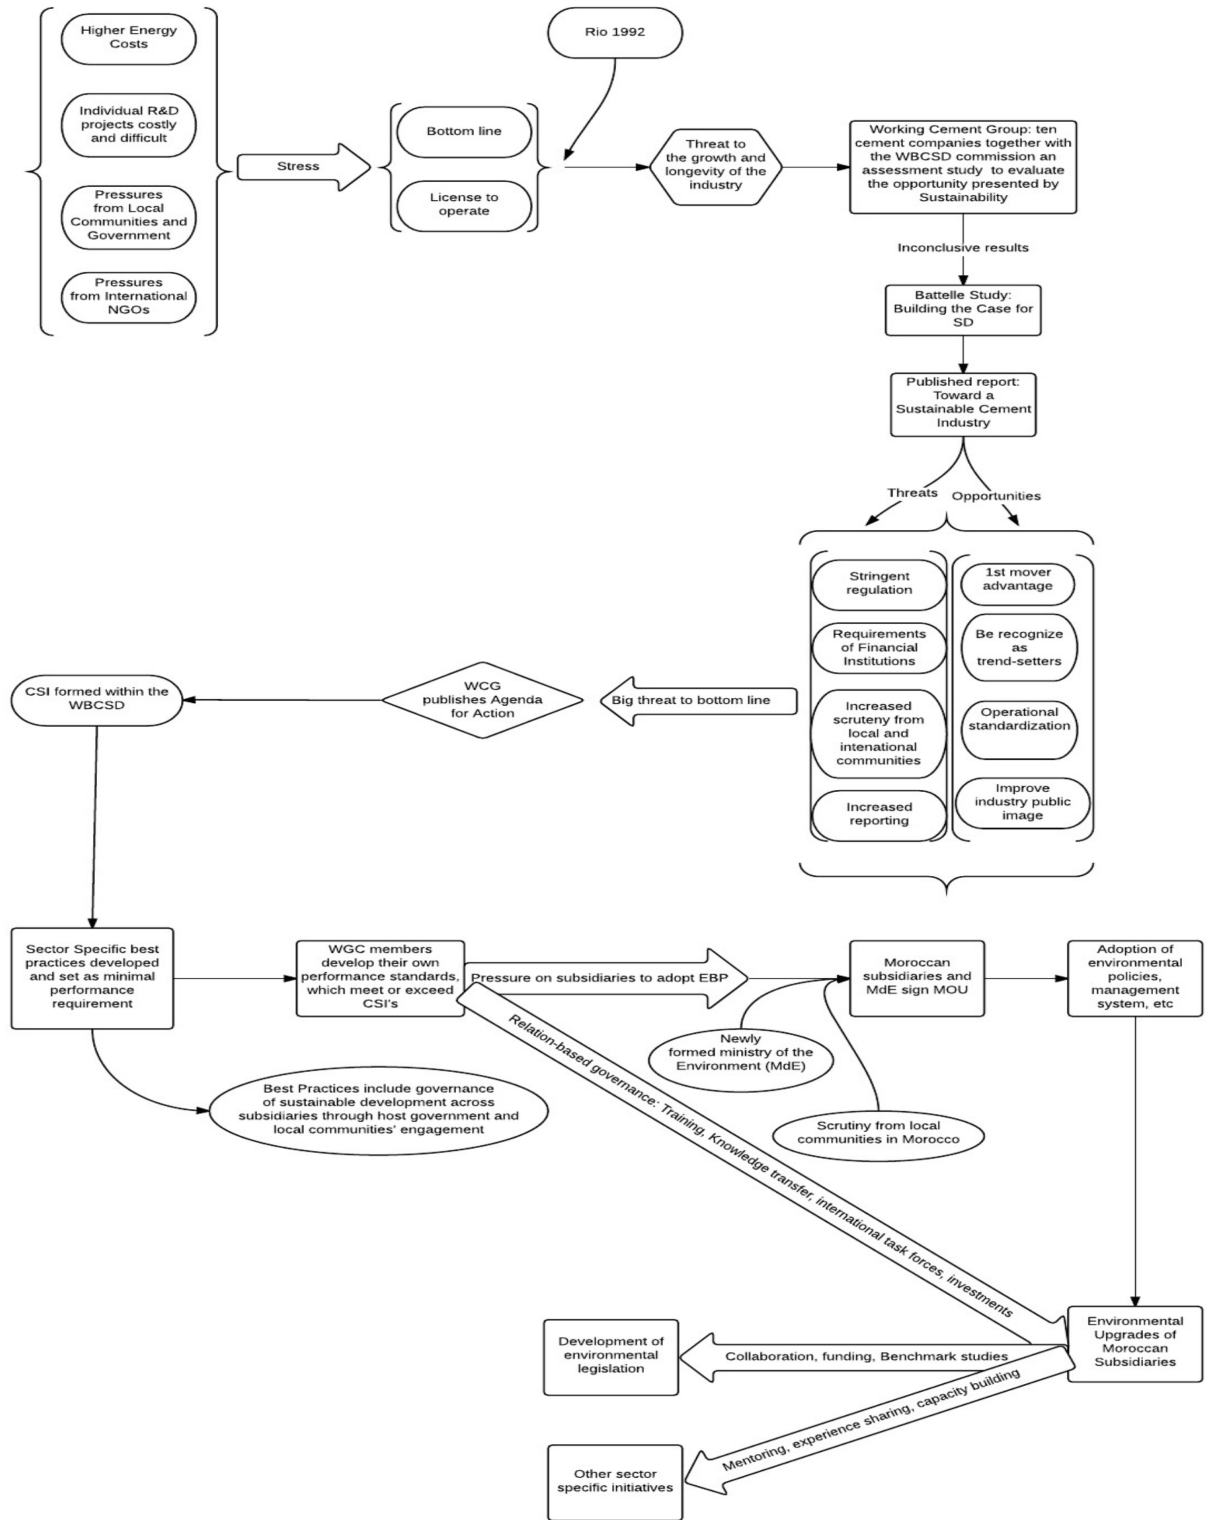 Higher Energy
Costs
Individual R&D
projects costly
and difficult
Pressures
from Local
Communities and
Government
Pressures
from International
NGOs
Stress
Bottom line
License to
operate
Rio 1992
Threat to
the growth and
longevity of the
industry
Working Cement Group: ten
cement companies together with
the WBCSD commission an
assessment study to evaluate
the opportunity presented by
Sustainability
Inconclusive results
Battelle Study:
Building the Case for
SD
Published report:
Toward a
Sustainable Cement
Industry
Threats
Opportunities
Stringent
regulation
Requirements
of Financial
Institutions
Increased
scruteny from
local and
intenational
communities
Increased
reporting
1st mover
advantage
Be recognize
as
trend-setters
Operational
standardization
Improve
industry public
image
Big threat to bottom line
WCG
publishes Agenda
for Action
CSI formed within the
WBCSD
Sector Specific best
practices developed
and set as minimal
performance
requirement
Best Practices include governance
of sustainable development across
subsidiaries through host government and
local communities' engagement
WGC members
develop their own
performance standards,
which meet or exceed
CSI's
Pressure on subsidiaries to adopt EBP
Newly
formed ministry of the
Environment (MdE)
Scrutiny from local
communities in Morocco
Moroccan
subsidiaries and
MdE sign MOU
Adoption of
environmental
policies,
management
system, etc
Relation-based governance: Training, Knowledge transfer, international task forces, investments
Environmental
Upgrades of
Moroccan
Subsidiaries
Collaboration, funding, Benchmark studies
Development of
environmental
legislation
Mentoring, experience sharing, capacity building
Other sector
specific initiatives